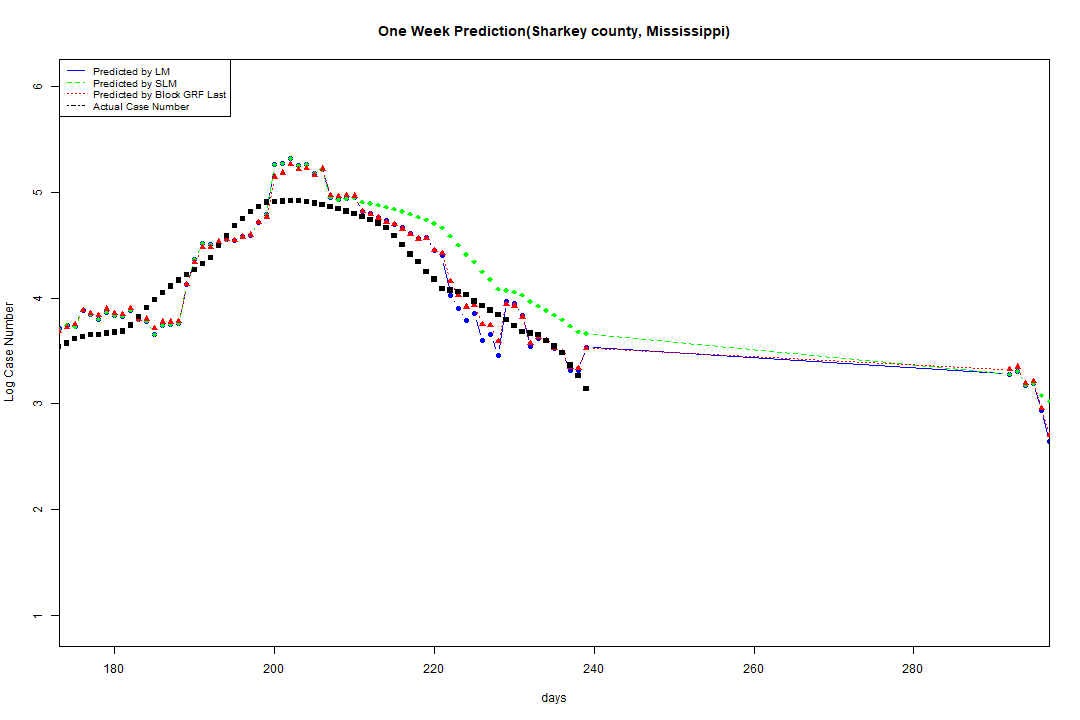 One Week Prediction(Sharkey county, Mississippi)
Predicted by LM
Predicted by SLM
Predicted by Block GRF Last
Actual Case Number
6
5
4
3
2
1
Log Case Number
180 200 220 240 260 280
days